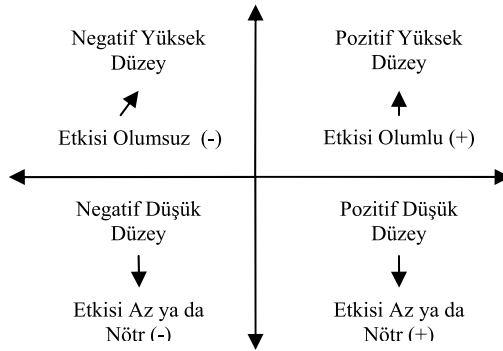 Negatif Yüksek
Düzey
Etkisi Olumsuz (-)
Pozitif Yüksek
Düzey
Etkisi Olumlu (+)
Negatif Düşük
Düzey
Etkisi Az ya da
Nötr (-)
Pozitif Düşük
Düzey
Etkisi Az ya da
Nötr (+)